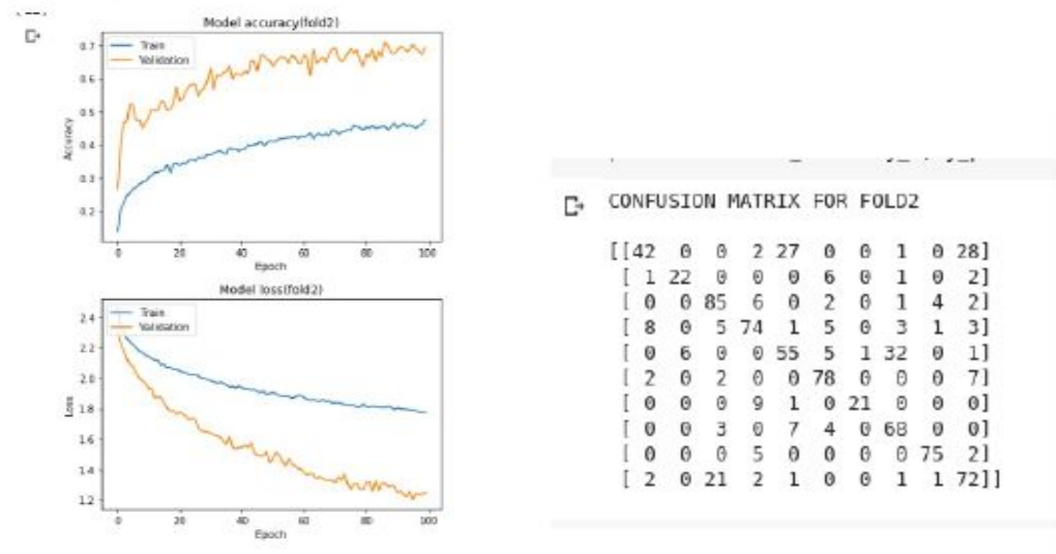 Model accuracy(fold2)
Train
Validation
0.7
0.6
0.5
0.4
0.3
0.2
Accuracy
0 20 40 60 80 100
Epoch
Model loss(fold2)
Train
Validation
2.4
2.2
2.0
1.8
1.6
1.4
1.2
Loss
0 20 40 60 80 100
Epoch
CONFUSION MATRIX FOR FOLD2
[[42 0 0 2 27 0 0 1 0 28]
[ 1 22 0 0 0 6 0 1 0 2]
[ 0 0 85 6 0 2 0 1 4 2]
[ 8 0 5 74 1 5 0 3 1 3]
[ 0 6 0 0 55 5 1 32 0 1]
[ 2 0 2 0 0 78 0 0 0 7]
[ 0 0 0 9 1 0 21 0 0 0]
[ 0 0 3 0 7 4 0 68 0 0]
[ 0 0 0 5 0 0 0 0 75 2]
[ 2 0 21 2 1 0 0 1 1 72]]